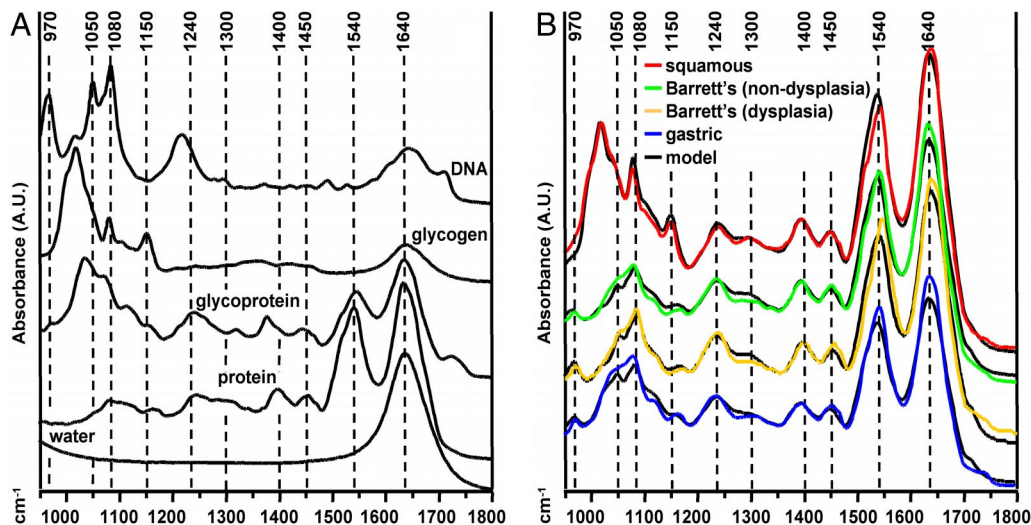 A
970
1050
1080
1150
1240
1300
1400
1450
1540
1640
DNA
glycogen
glycoprotein
protein
water
Absorbance (A.U.)
cm⁻¹
1000 1100 1200 1300 1400 1500 1600 1700 1800
B
970
1050
1080
1150
1240
1300
1400
1450
1540
1640
squamous
Barrett's (non-dysplasia)
Barrett's (dysplasia)
gastric
model
Absorbance (A.U.)
cm⁻¹
1000 1100 1200 1300 1400 1500 1600 1700 1800